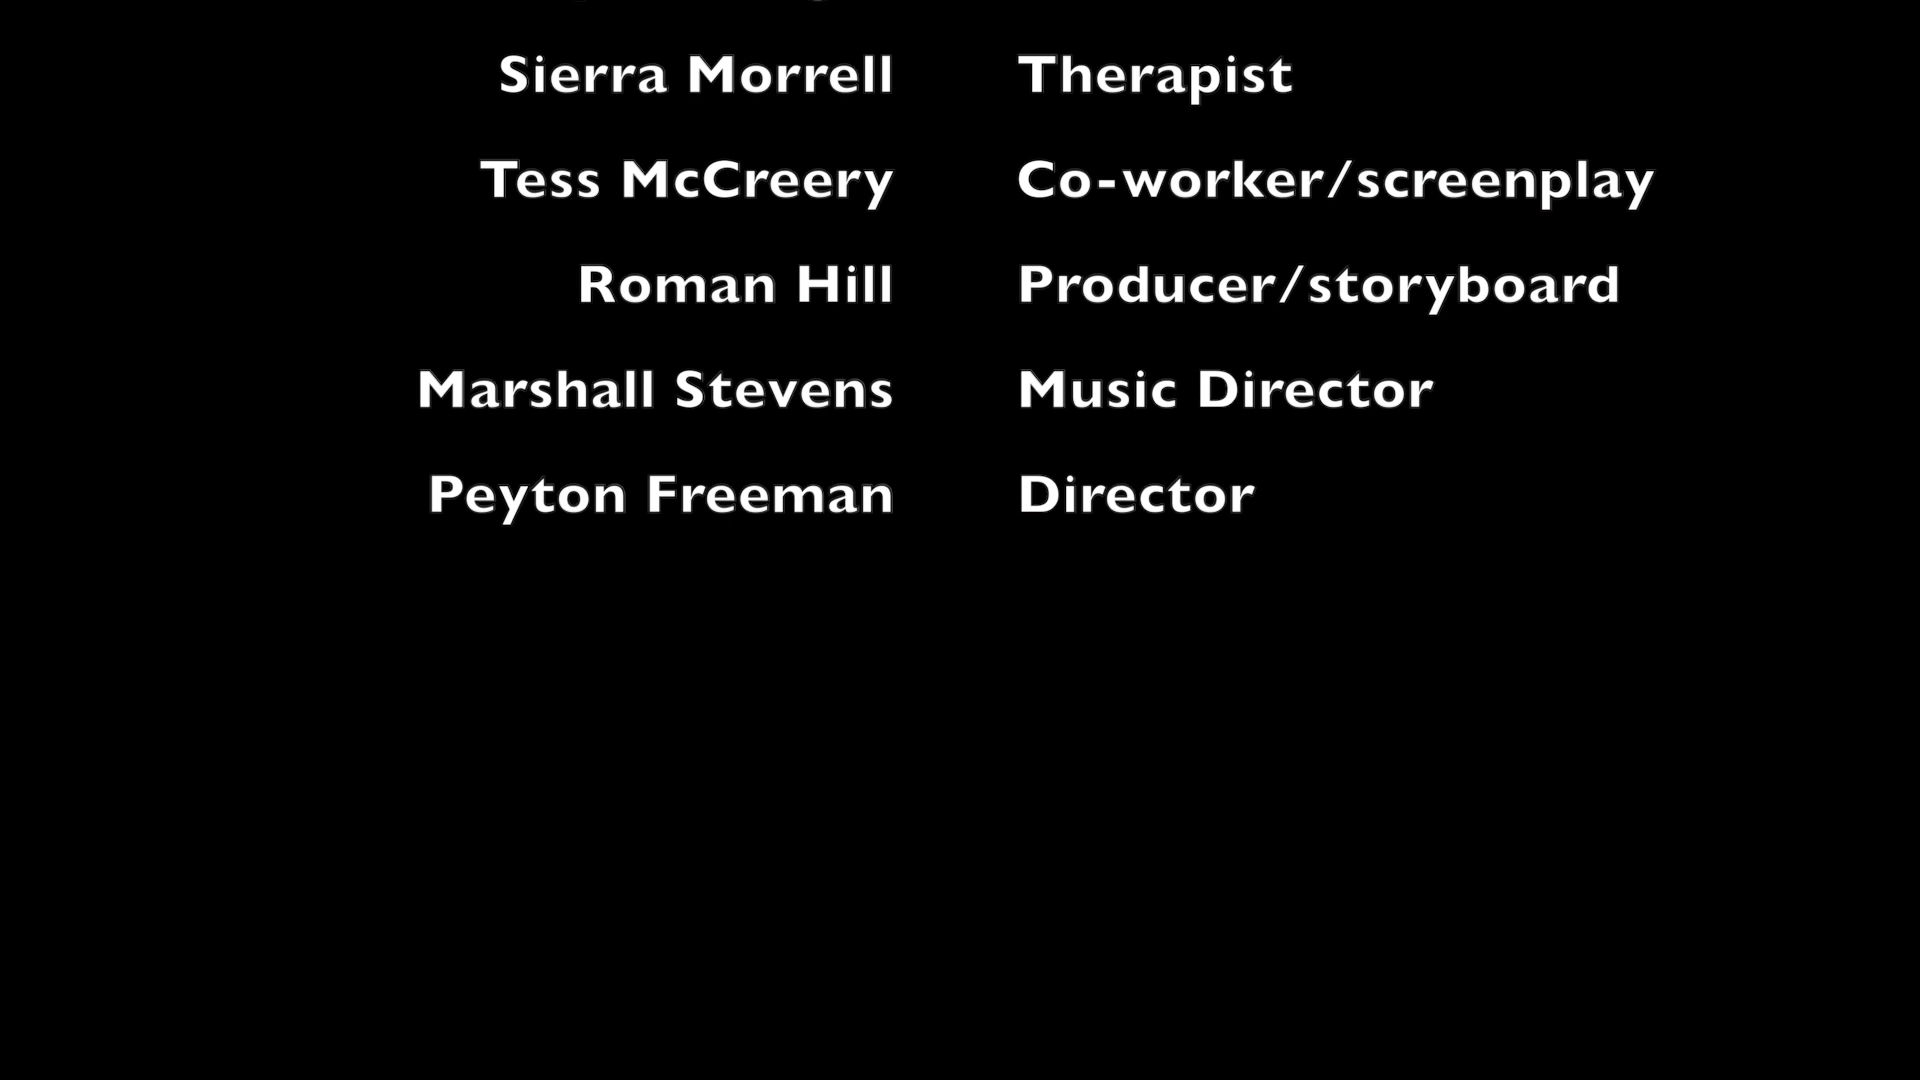 Sierra Morrell Therapist
Tess McCreery Co-worker/screenplay
Roman Hill Producer/storyboard
Marshall Stevens Music Director
Peyton Freeman Director